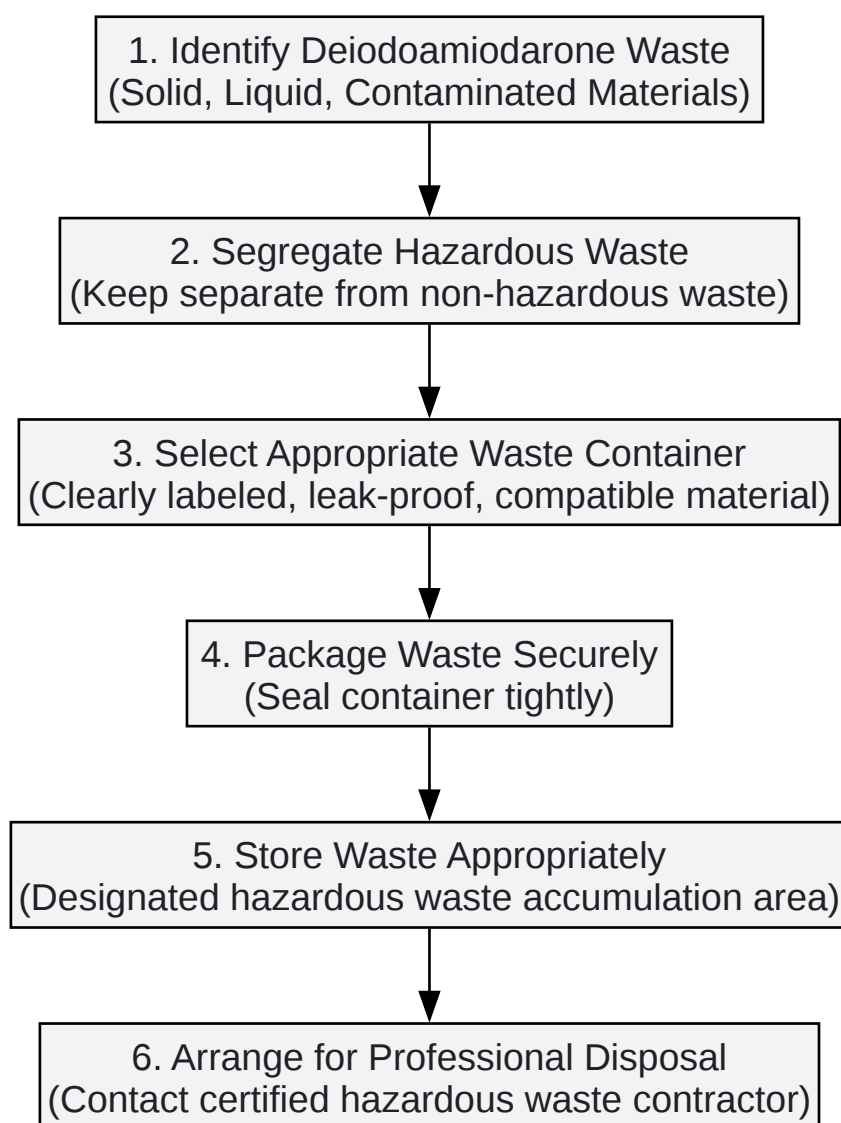 1. Identify Deiodoamiodarone Waste
(Solid, Liquid, Contaminated Materials)
2. Segregate Hazardous Waste
(Keep separate from non-hazardous waste)
3. Select Appropriate Waste Container
(Clearly labeled, leak-proof, compatible material)
4. Package Waste Securely
(Seal container tightly)
5. Store Waste Appropriately
(Designated hazardous waste accumulation area)
6. Arrange for Professional Disposal
(Contact certified hazardous waste contractor)